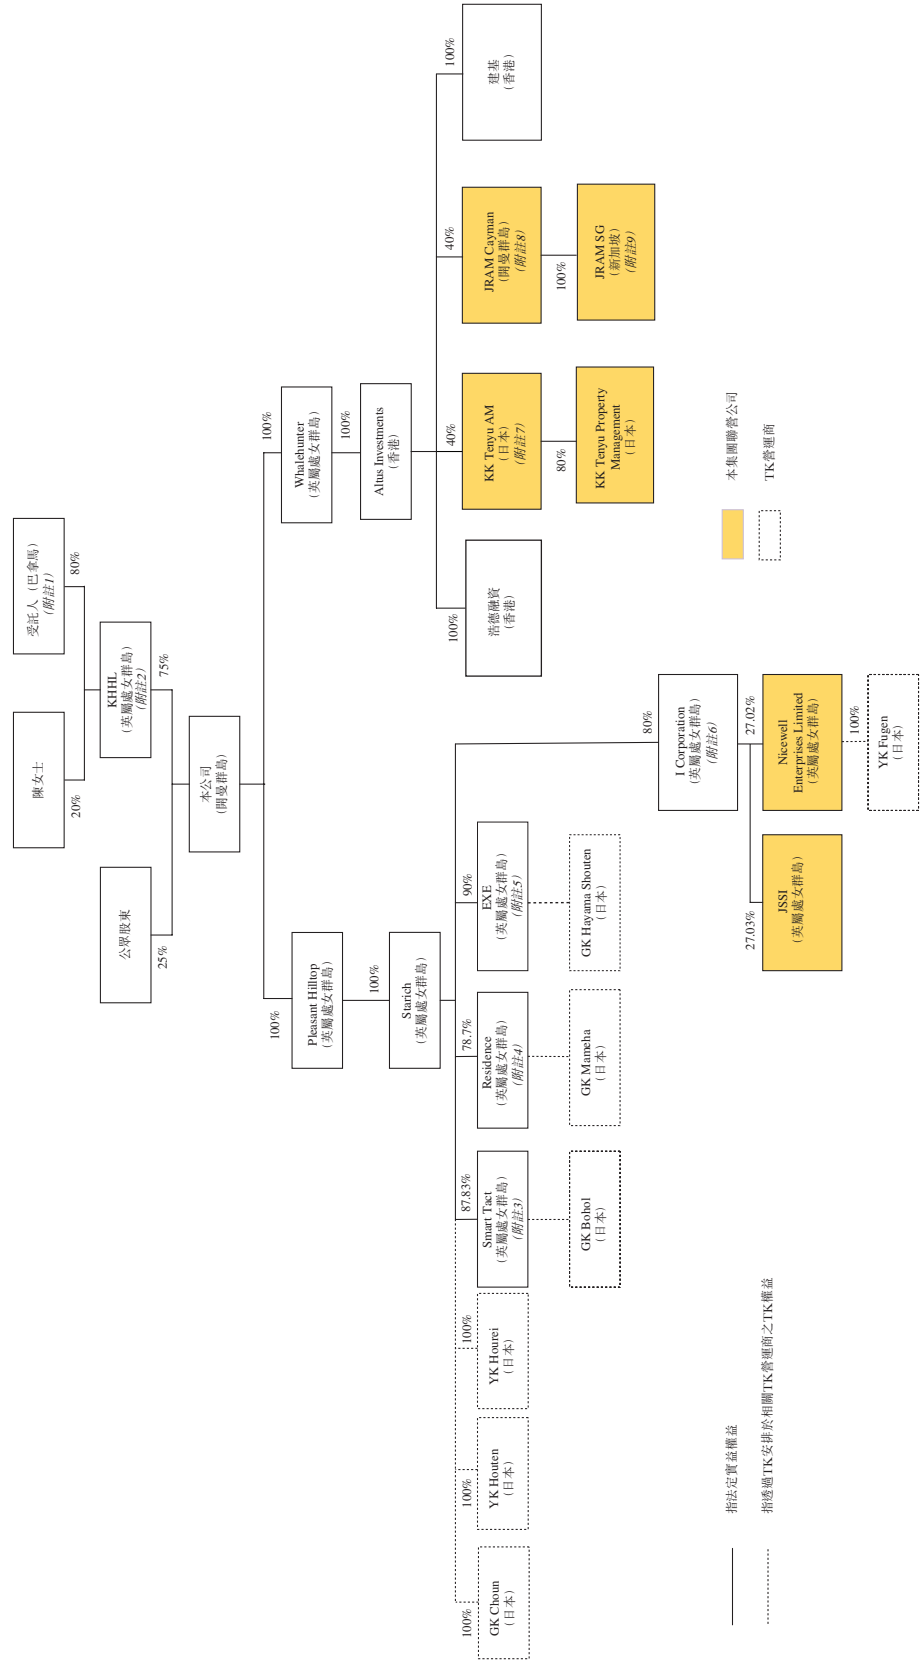 陳女士
20%
受託人（巴拿馬）
（附註1）
80%
公眾股東
25%
KHHL
（英屬處女群島）
（附註2）
75%
本公司
（開曼群島）
100%
Pleasant Hilltop
（英屬處女群島）
100%
Whalehunter
（英屬處女群島）
100%
Starich
（英屬處女群島）
100%
Altus Investments
（香港）
100%
GK Choun
（日本）
100%
YK Houten
（日本）
100%
YK Hourei
（日本）
87.83%
Smart Tact
（英屬處女群島）
（附註3）
78.7%
Residence
（英屬處女群島）
（附註4）
90%
EXE
（英屬處女群島）
（附註5）
100%
浩德融資
（香港）
40%
KK Tenyu AM
（日本）
（附註7）
40%
JRAM Cayman
（開曼群島）
（附註8）
100%
建基
（香港）
GK Bohol
（日本）
GK Mameha
（日本）
GK Hayama Shouten
（日本）
80%
KK Tenyu Property
Management
（日本）
100%
JRAM SG
（新加坡）
（附註9）
80%
I Corporation
（英屬處女群島）
（附註6）
27.03%
JSSI
（英屬處女群島）
27.02%
Nicewell
Enterprises Limited
（英屬處女群島）
100%
YK Fugen
（日本）
指法定實益權益
指透過TK安排於相關TK營運商之TK權益
本集團聯營公司
TK營運商